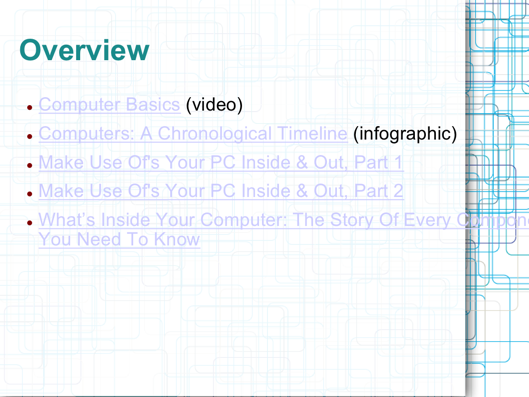 Overview
Computer Basics (video)
Computers: A Chronological Timeline (infographic)
Make Use Of's Your PC Inside & Out, Part 1
Make Use Of's Your PC Inside & Out, Part 2
What's Inside Your Computer: The Story Of Every Compon
You Need To Know